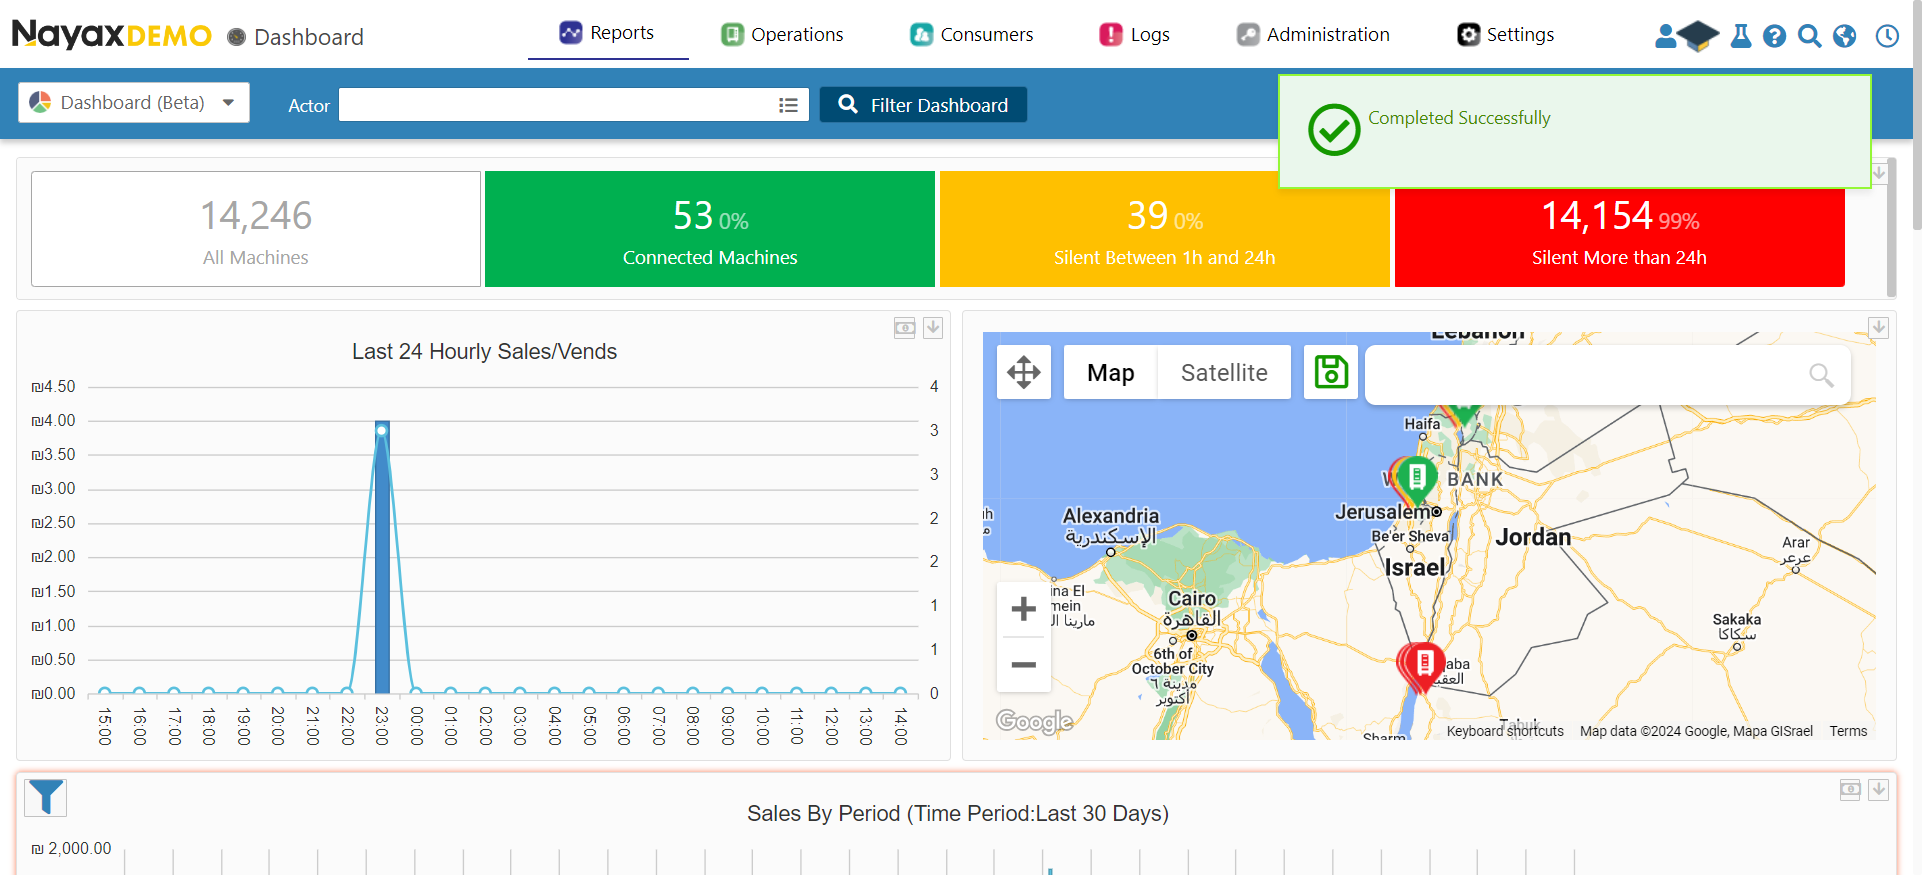 NayaxDEMO Dashboard
Reports Operations Consumers Logs Administration Settings
Dashboard (Beta) Actor Filter Dashboard
Completed Successfully
14,246
All Machines
53 0%
Connected Machines
39 0%
Silent Between 1h and 24h
14,154 99%
Silent More than 24h
Last 24 Hourly Sales/Vends
₪4.50 4
₪4.00 3
₪3.50 3
₪3.00 2
₪2.50 2
₪2.00 1
₪1.50 1
₪1.00 0
₪0.50
₪0.00
15:00 16:00 17:00 18:00 19:00 20:00 21:00 22:00 23:00 00:00 01:00 02:00 03:00 04:00 05:00 06:00 07:00 08:00 09:00 10:00 11:00 12:00 13:00 14:00
Map Satellite
Lebanon
Haifa
W BANK
Jerusalem
Alexandria
الإسكندرية
Be'er Sheva
Jordan
Israel
Arar
عرعر
ina El
mein
مارينا ال
Cairo
القاهرة
6th of
October City
مدينة ٦
أكتوبر
Sakaka
سكاكا
aba
العقبة
Tabuk
Sharm
Google
Keyboard shortcuts Map data ©2024 Google, Mapa GISrael Terms
Sales By Period (Time Period:Last 30 Days)
₪ 2,000.00